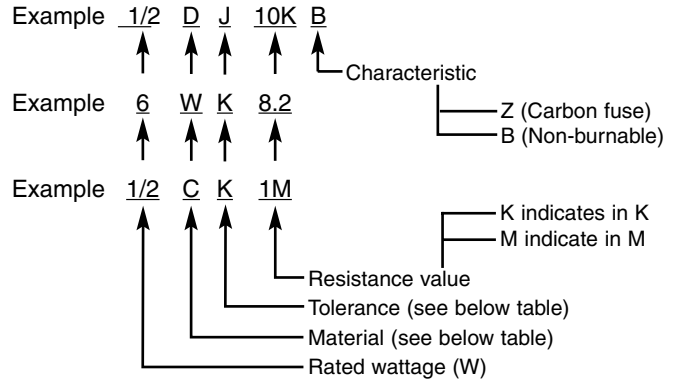 Example 1/2 D J 10K B
Characteristic
Example 6 W K 8.2
Z (Carbon fuse)
B (Non-burnable)
Example 1/2 C K 1M
K indicates in K
M indicate in M
Resistance value
Tolerance (see below table)
Material (see below table)
Rated wattage (W)